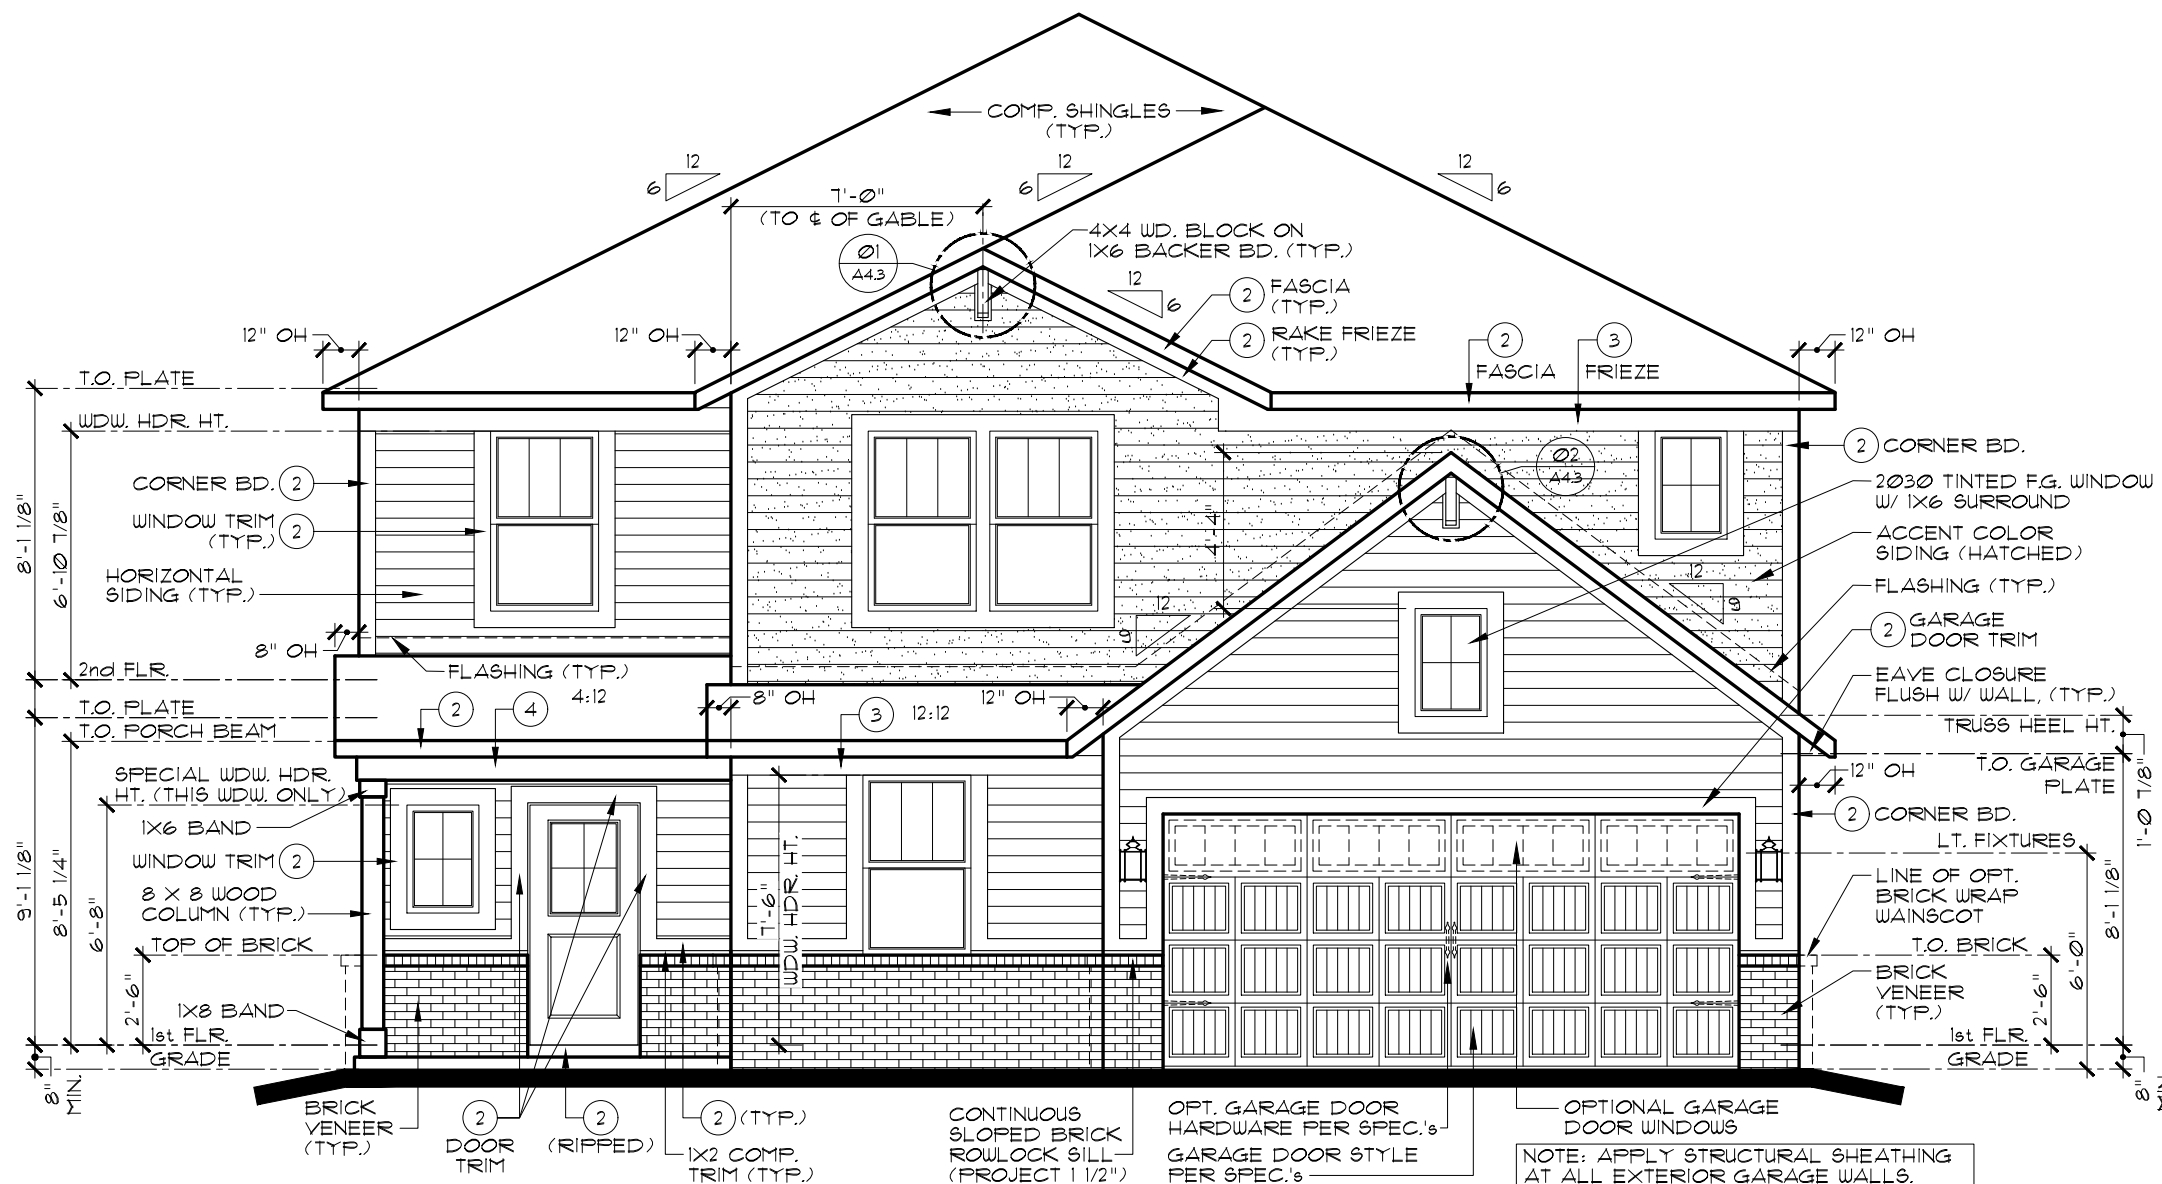 COMP. SHINGLES
(TYP.)
12
6
12
6
12
6
7'-0"
(TO ℄ OF GABLE)
01
A4.3
4X4 WD. BLOCK ON
1X6 BACKER BD. (TYP.)
12
6
2 FASCIA
(TYP.)
2 RAKE FRIEZE
(TYP.)
12" OH
12" OH
2
FASCIA
3
FRIEZE
12" OH
T.O. PLATE
WDW. HDR. HT.
CORNER BD. 2
WINDOW TRIM
(TYP.) 2
HORIZONTAL
SIDING (TYP.)
8" OH
2nd FLR.
FLASHING (TYP.)
4:12
8'-1 1/8"
6'-10 7/8"
02
A4.3
4'-4"
12
9
12
9
2 CORNER BD.
2030 TINTED F.G. WINDOW
W/ 1X6 SURROUND
ACCENT COLOR
SIDING (HATCHED)
FLASHING (TYP.)
2 GARAGE
DOOR TRIM
EAVE CLOSURE
FLUSH W/ WALL, (TYP.)
TRUSS HEEL HT.
T.O. GARAGE
PLATE
12" OH
2 CORNER BD.
LT. FIXTURES
LINE OF OPT.
BRICK WRAP
WAINSCOT
T.O. BRICK
BRICK
VENEER
(TYP.)
1st FLR.
GRADE
1'-0 7/8"
8'-1 1/8"
6'-0"
2'-6"
8"
T.O. PLATE
T.O. PORCH BEAM
2
4
8" OH
3
12:12
12" OH
SPECIAL WDW. HDR.
HT. (THIS WDW. ONLY)
1X6 BAND
WINDOW TRIM 2
8 X 8 WOOD
COLUMN (TYP.)
TOP OF BRICK
1X8 BAND
1st FLR.
GRADE
9'-1 1/8"
8'-5 1/4"
6'-8"
2'-6"
8"
MIN.
7'-6"
WDW. HDR. HT.
BRICK
VENEER
(TYP.)
2
DOOR
TRIM
2
(RIPPED)
2 (TYP.)
1X2 COMP.
TRIM (TYP.)
CONTINUOUS
SLOPED BRICK
ROWLOCK SILL
(PROJECT 1 1/2")
OPT. GARAGE DOOR
HARDWARE PER SPEC.'s
GARAGE DOOR STYLE
PER SPEC.'s
OPTIONAL GARAGE
DOOR WINDOWS
NOTE: APPLY STRUCTURAL SHEATHING
AT ALL EXTERIOR GARAGE WALLS.